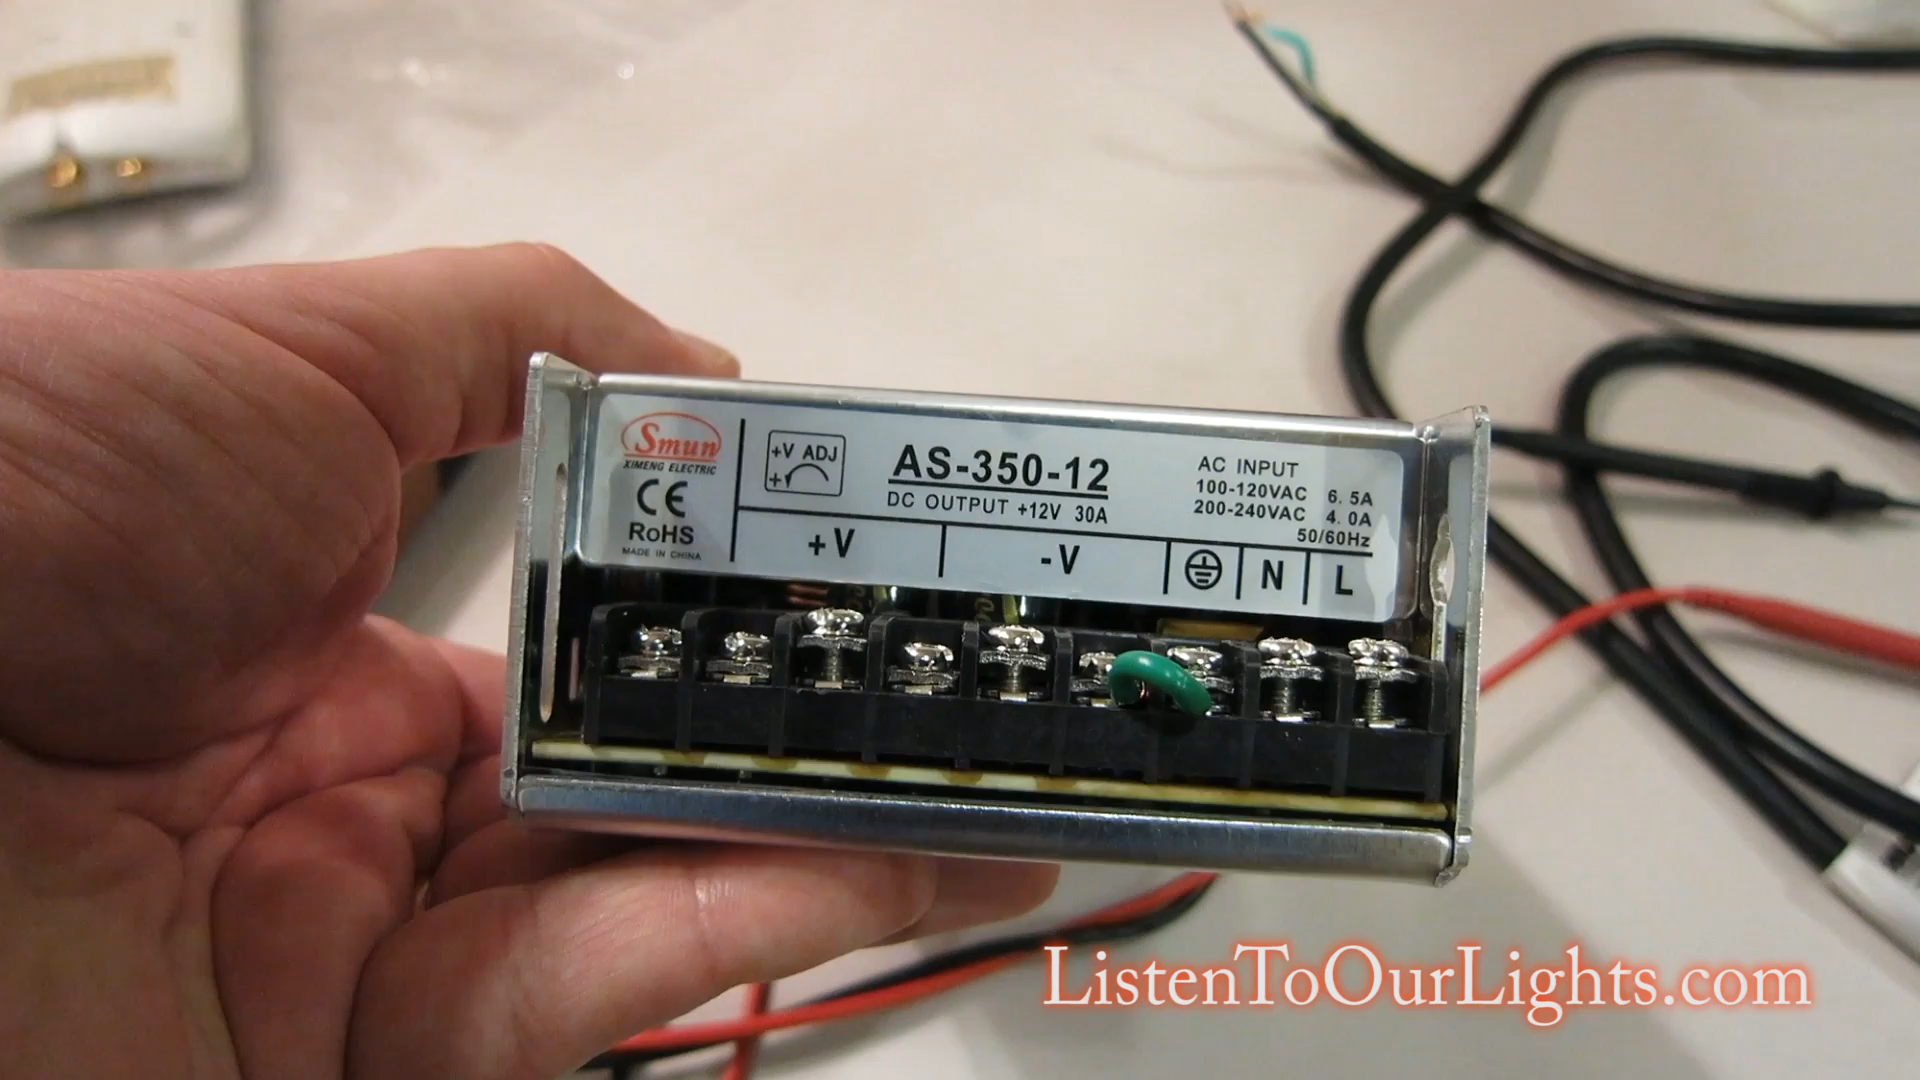 Smun
XIMENG ELECTRIC
CE
RoHS
MADE IN CHINA
+V ADJ
+
AS-350-12
DC OUTPUT +12V 30A
AC INPUT
100-120VAC 6.5A
200-240VAC 4.0A
50/60Hz
+V
-V
N
L
ListenToOurLights.com